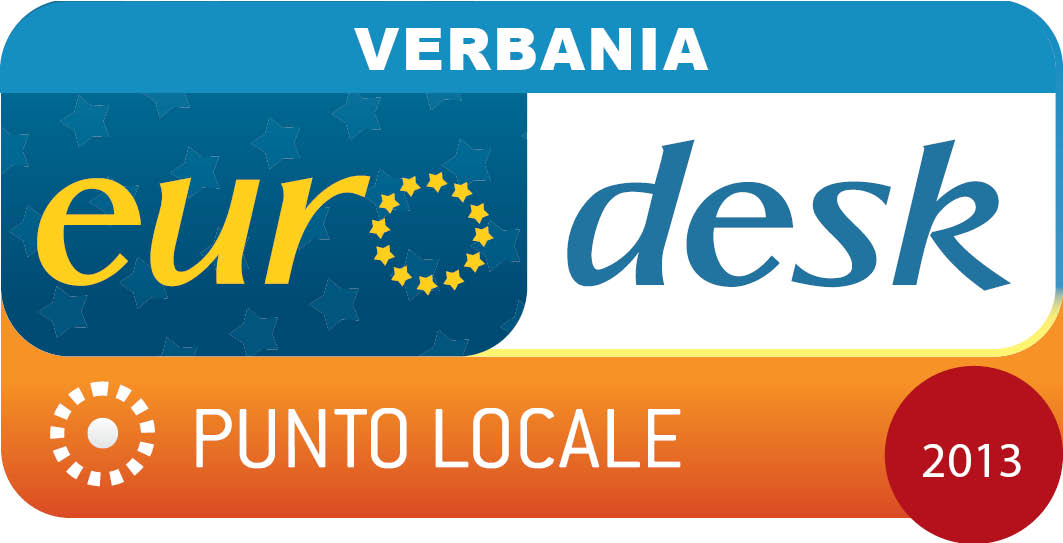 VERBANIA
eurodesk
PUNTO LOCALE
2013